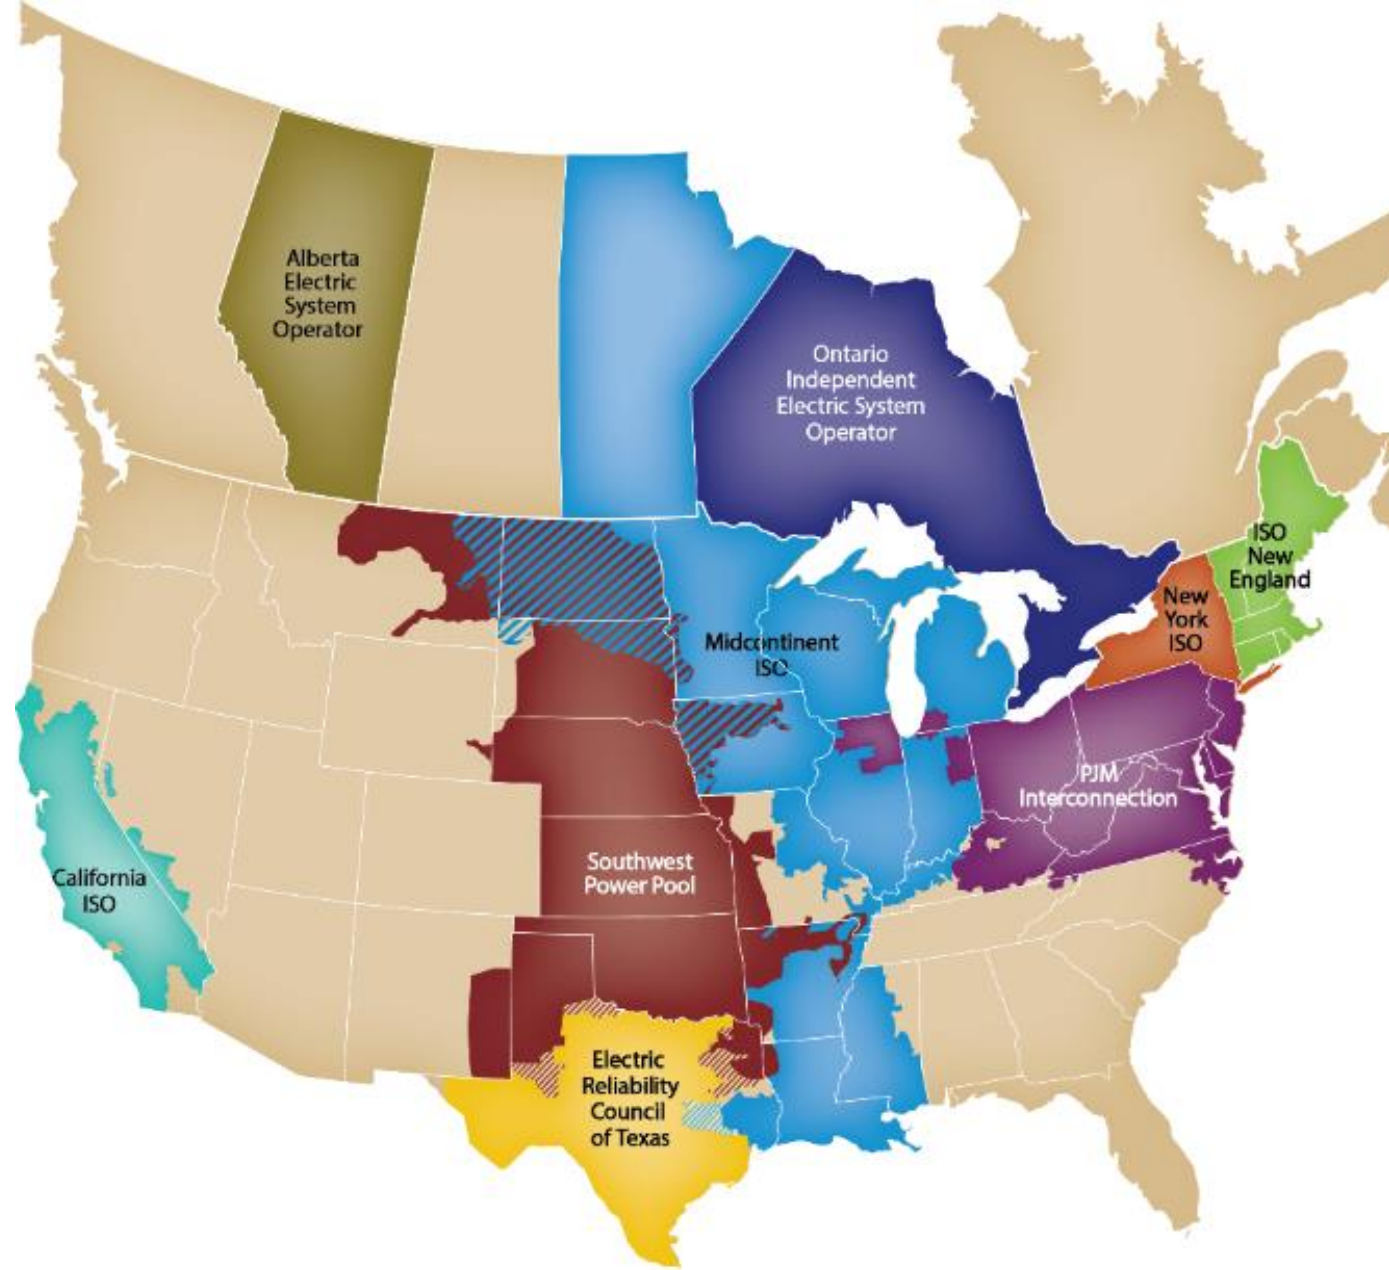 Alberta
Electric
System
Operator
Ontario
Independent
Electric System
Operator
ISO
New
England
New
York
ISO
Midcontinent
ISO
PJM
Interconnection
Southwest
Power Pool
California
ISO
Electric
Reliability
Council
of Texas